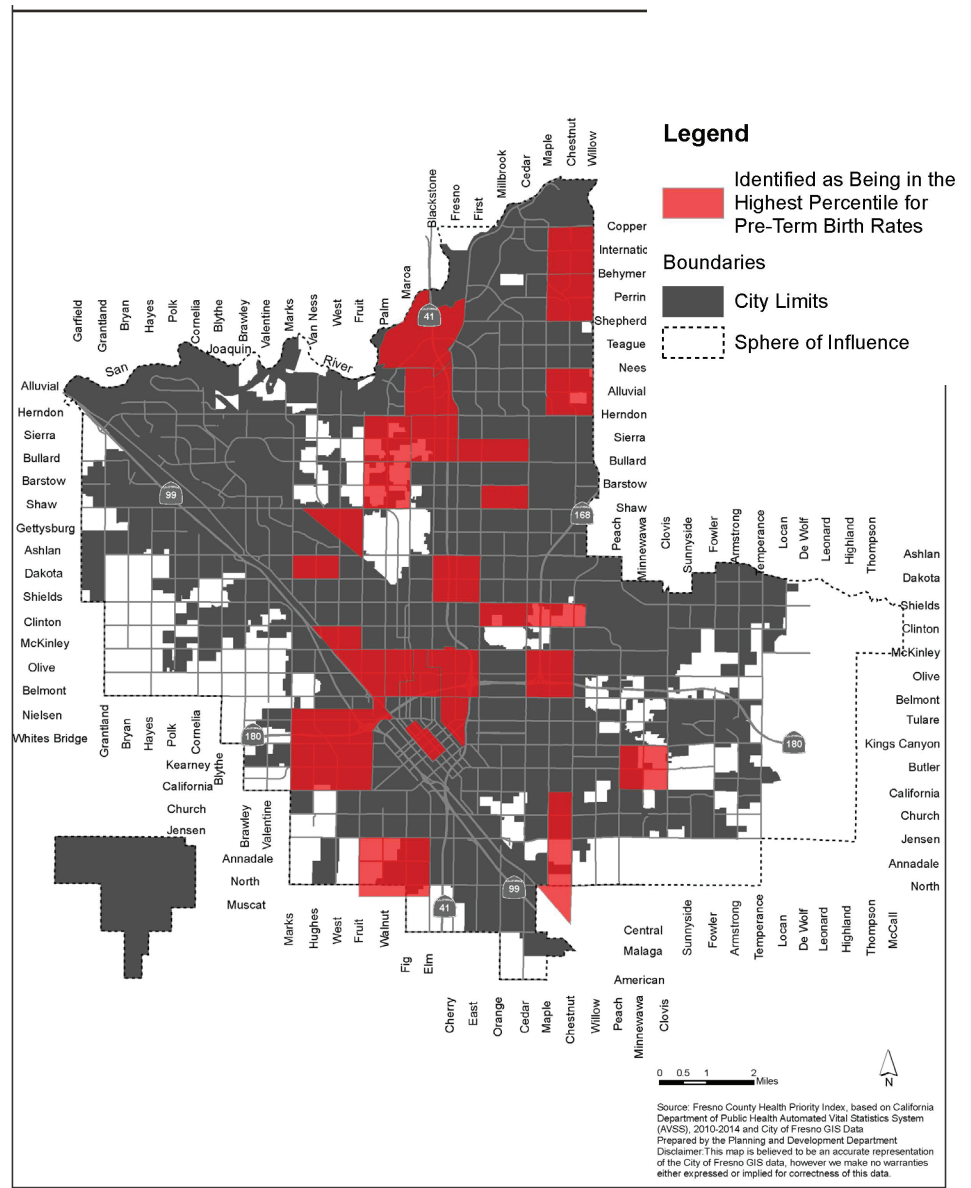 Legend
Identified as Being in the
Highest Percentile for
Pre-Term Birth Rates
Boundaries
City Limits
Sphere of Influence
Blackstone
Fresno
First
Millbrook
Cedar
Maple
Chestnut
Willow
Copper
Internatic
Behymer
Perrin
Shepherd
Teague
Nees
Alluvial
Herndon
Sierra
Bullard
Barstow
Shaw
Garfield
Grantland
Bryan
Hayes
Polk
Cornelia
Blythe
Brawley
Valentine
Marks
Van Ness
West
Fruit
Palm
Maroa
San
Joaquin
River
41
Alluvial
Herndon
Sierra
Bullard
Barstow
Shaw
Gettysburg
Ashlan
Dakota
Shields
Clinton
McKinley
Olive
Belmont
Nielsen
Whites Bridge
99
168
Peach
Minnewawa
Clovis
Sunnyside
Fowler
Armstrong
Temperance
Locan
De Wolf
Leonard
Highland
Thompson
Ashlan
Dakota
Shields
Clinton
McKinley
Olive
Belmont
Tulare
Kings Canyon
Butler
California
Church
Jensen
Annadale
North
180
180
Grantland
Bryan
Hayes
Polk
Cornelia
Blythe
Kearney
California
Church
Jensen
Brawley
Valentine
Annadale
North
Muscat
41
99
Marks
Hughes
West
Fruit
Walnut
Fig
Elm
Cherry
East
Orange
Cedar
Maple
Chestnut
Willow
Peach
Minnewawa
Clovis
Central
Malaga
American
Sunnyside
Fowler
Armstrong
Temperance
Locan
De Wolf
Leonard
Highland
Thompson
McCall
0 0.5 1 2
Miles
N
Source: Fresno County Health Priority Index, based on California
Department of Public Health Automated Vital Statistics System
(AVSS), 2010-2014 and City of Fresno GIS Data
Prepared by the Planning and Development Department
Disclaimer:This map is believed to be an accurate representation
of the City of Fresno GIS data, however we make no warranties
either expressed or implied for correctness of this data.